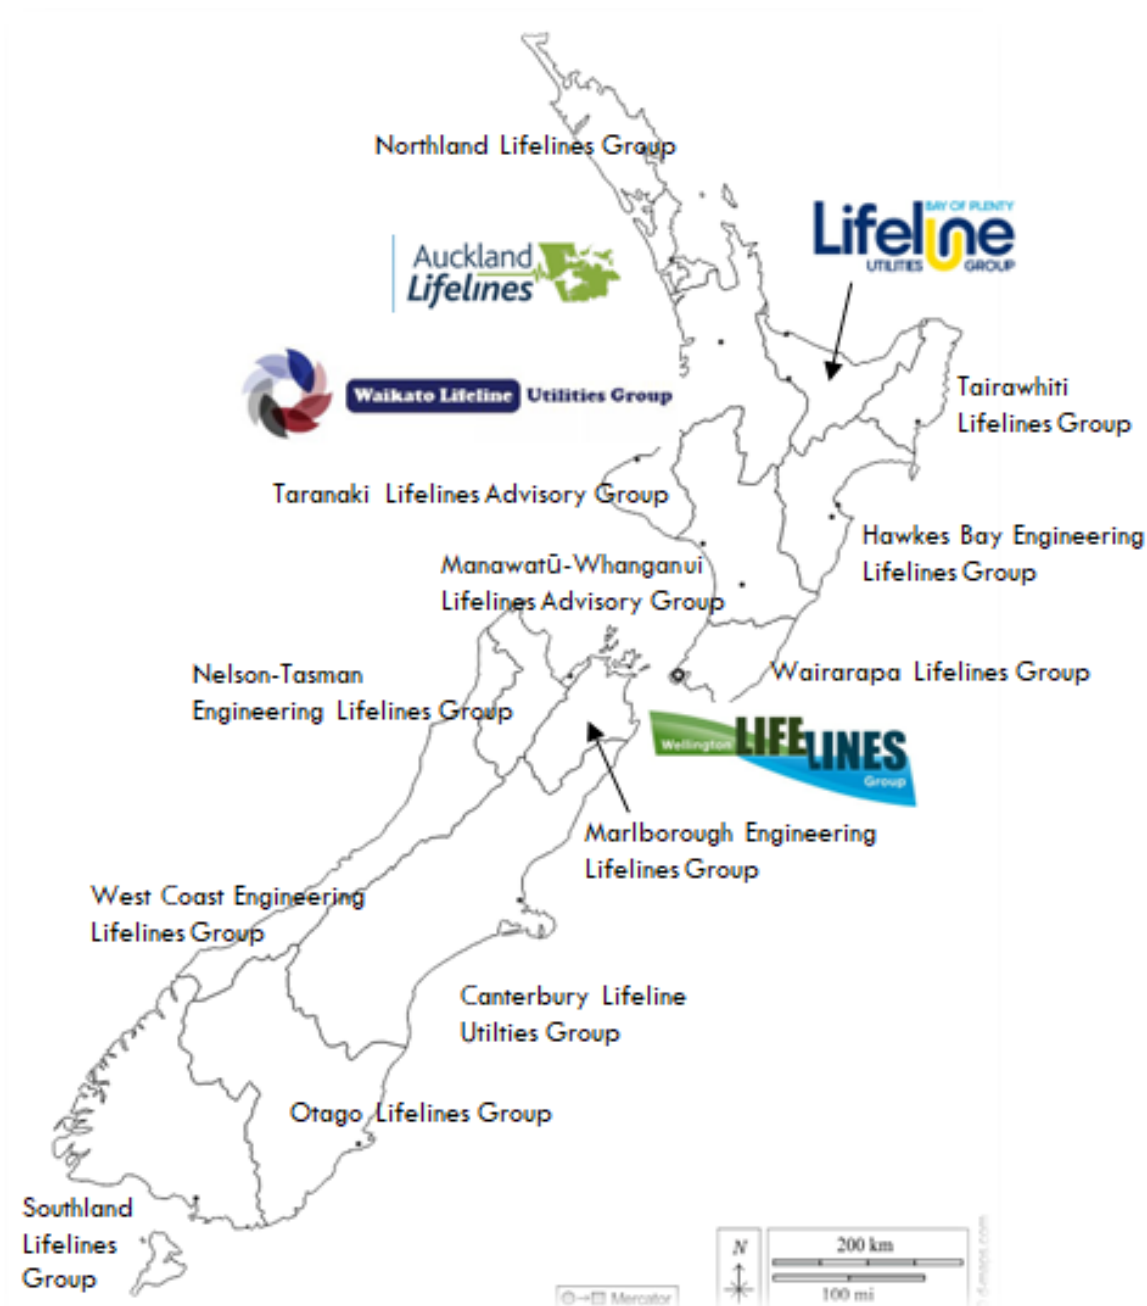 Northland Lifelines Group
BAY OF PLENTY
Lifeline
UTILITIES GROUP
Auckland
Lifelines
Waikato Lifeline Utilities Group
Tairawhiti
Lifelines Group
Taranaki Lifelines Advisory Group
Hawkes Bay Engineering
Lifelines Group
Manawatū-Whanganui
Lifelines Advisory Group
Nelson-Tasman
Engineering Lifelines Group
Wairarapa Lifelines Group
Wellington LIFELINES
Group
Marlborough Engineering
Lifelines Group
West Coast Engineering
Lifelines Group
Canterbury Lifeline
Utilties Group
Otago Lifelines Group
Southland
Lifelines
Group
N
200 km
100 mi
Mercator
d-maps.com